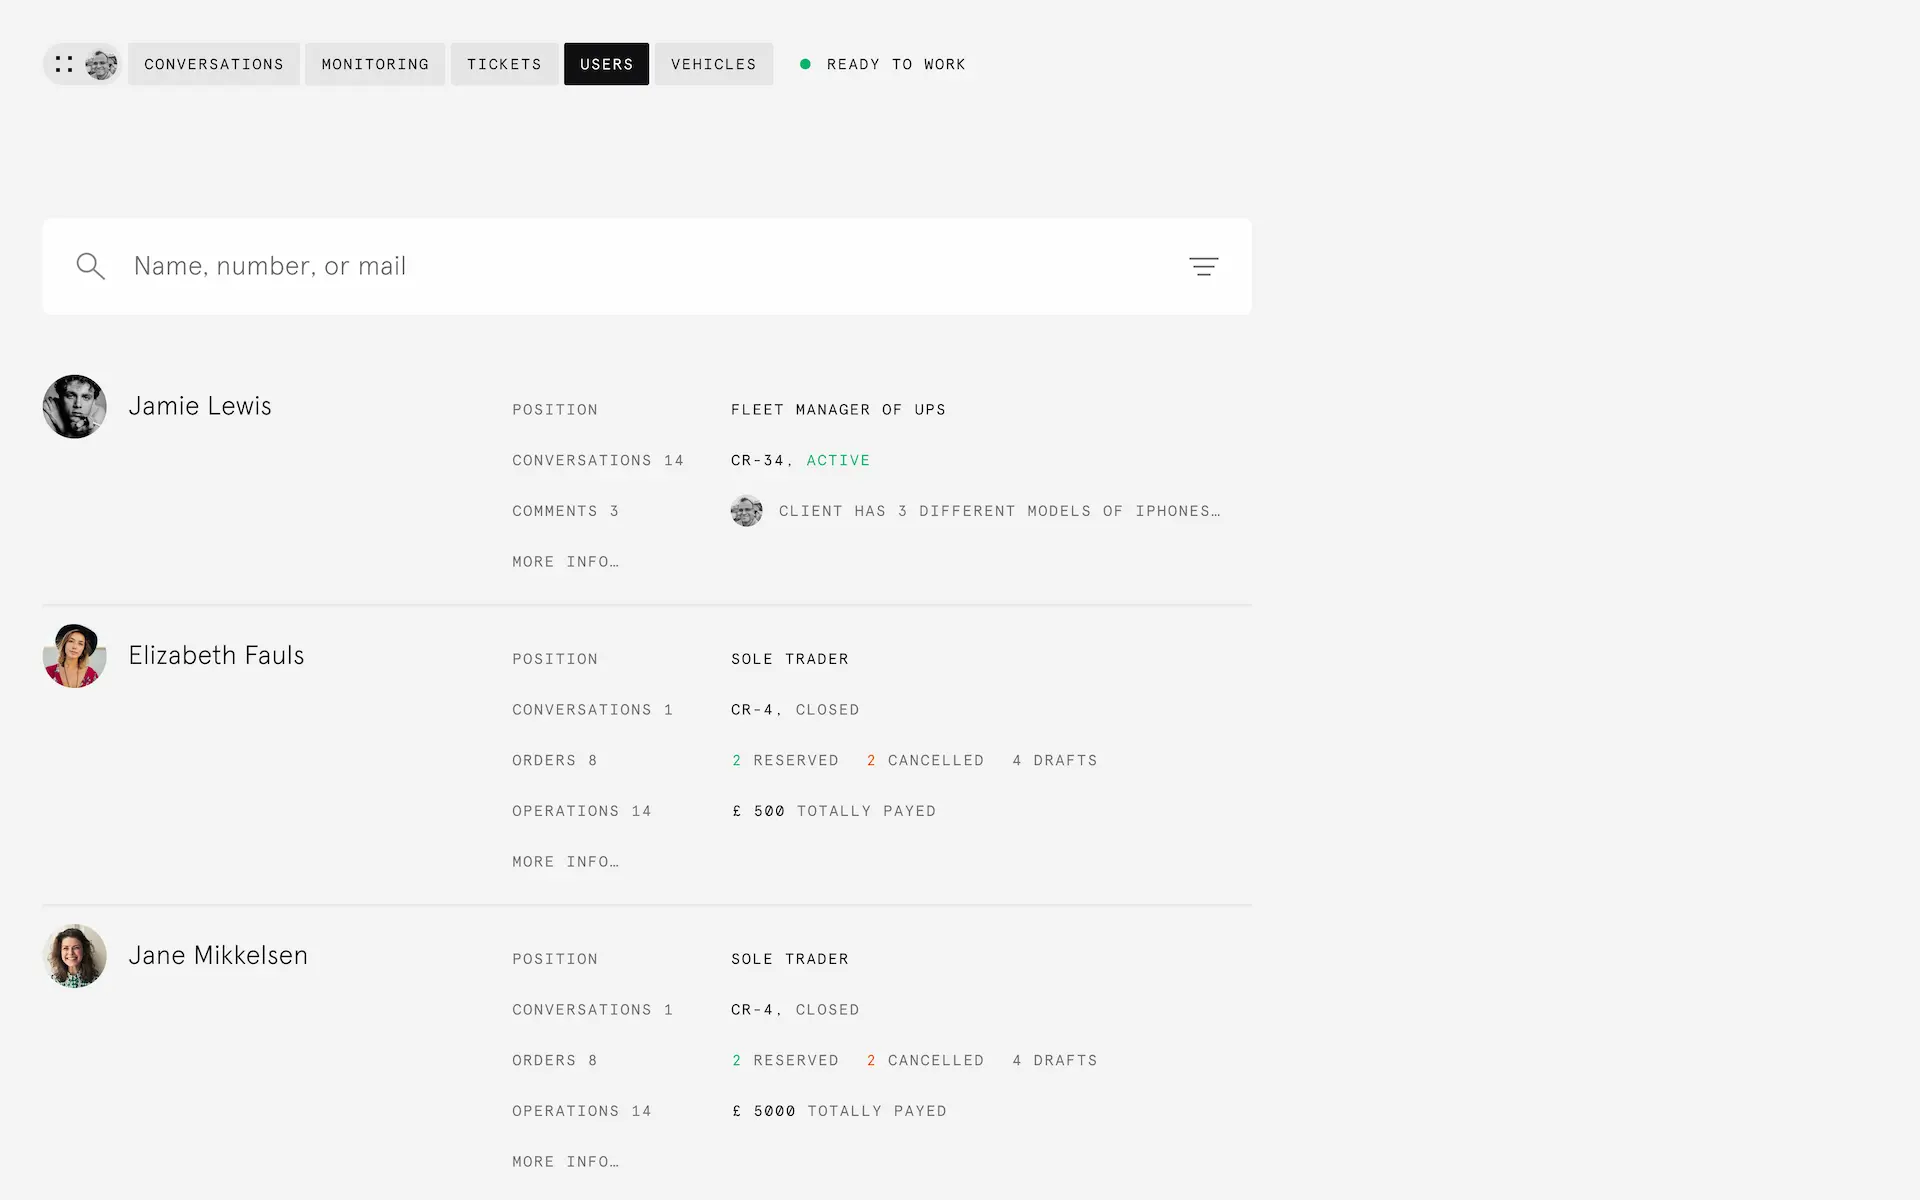 CONVERSATIONS MONITORING TICKETS USERS VEHICLES READY TO WORK
Name, number, or mail
Jamie Lewis
POSITION FLEET MANAGER OF UPS
CONVERSATIONS 14 CR-34, ACTIVE
COMMENTS 3 CLIENT HAS 3 DIFFERENT MODELS OF IPHONES…
MORE INFO…
Elizabeth Fauls
POSITION SOLE TRADER
CONVERSATIONS 1 CR-4, CLOSED
ORDERS 8 2 RESERVED 2 CANCELLED 4 DRAFTS
OPERATIONS 14 £ 500 TOTALLY PAYED
MORE INFO…
Jane Mikkelsen
POSITION SOLE TRADER
CONVERSATIONS 1 CR-4, CLOSED
ORDERS 8 2 RESERVED 2 CANCELLED 4 DRAFTS
OPERATIONS 14 £ 5000 TOTALLY PAYED
MORE INFO…